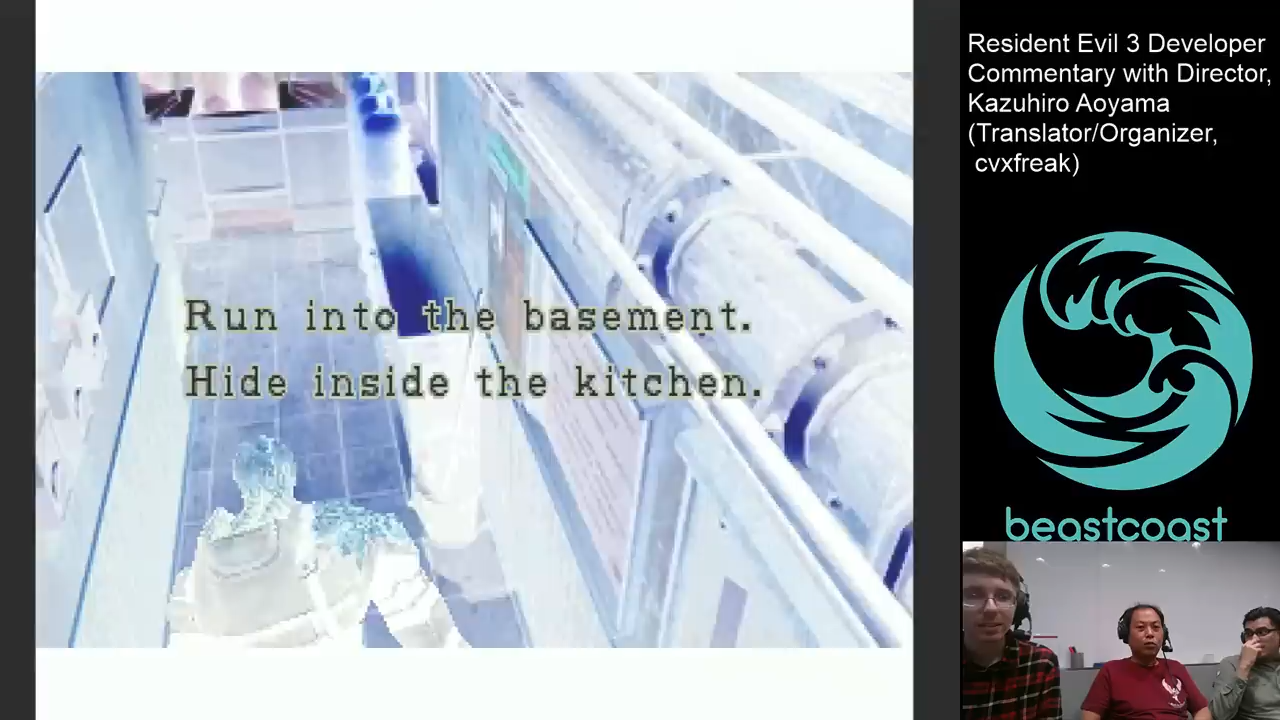 Run into the basement.
Hide inside the kitchen.
Resident Evil 3 Developer
Commentary with Director,
Kazuhiro Aoyama
(Translator/Organizer,
cvxfreak)
beastcoast